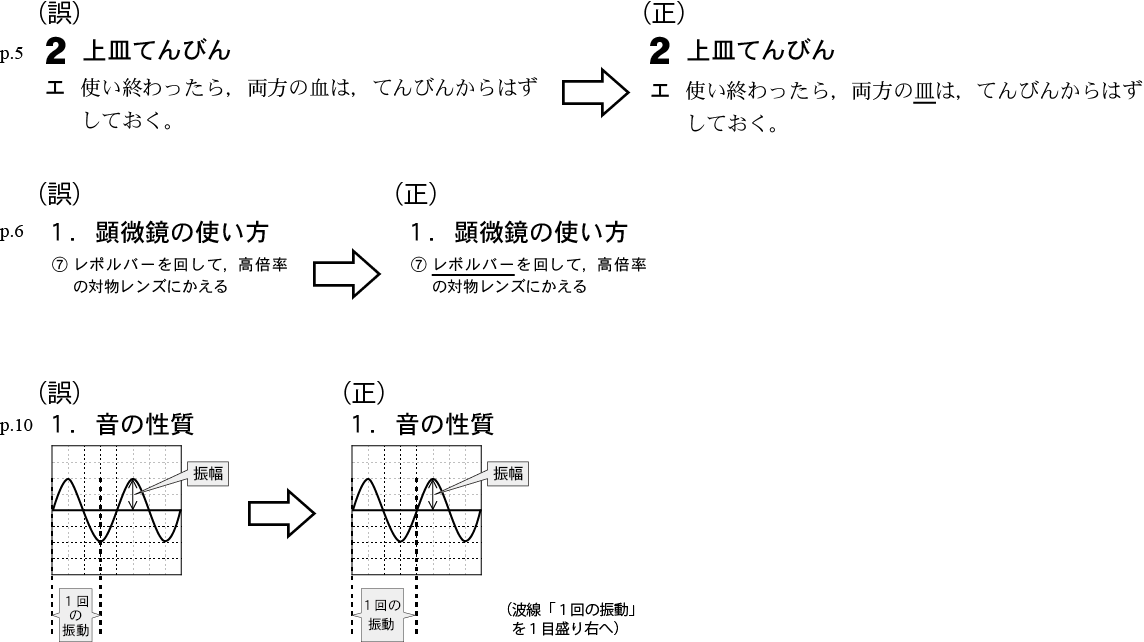 (誤)
p.5 2 上皿てんびん
エ 使い終わったら，両方の血は，てんびんからはず
しておく。
(正)
2 上皿てんびん
エ 使い終わったら，両方の皿は，てんびんからはず
しておく。
(誤)
p.6 1．顕微鏡の使い方
⑦ レポルバーを回して，高倍率
の対物レンズにかえる
(正)
1．顕微鏡の使い方
⑦ レポルバーを回して，高倍率
の対物レンズにかえる
(誤)
p.10 1．音の性質
振幅
1回
の
振動
(正)
1．音の性質
振幅
1回の
振動
（波線「1回の振動」
を1目盛り右へ）